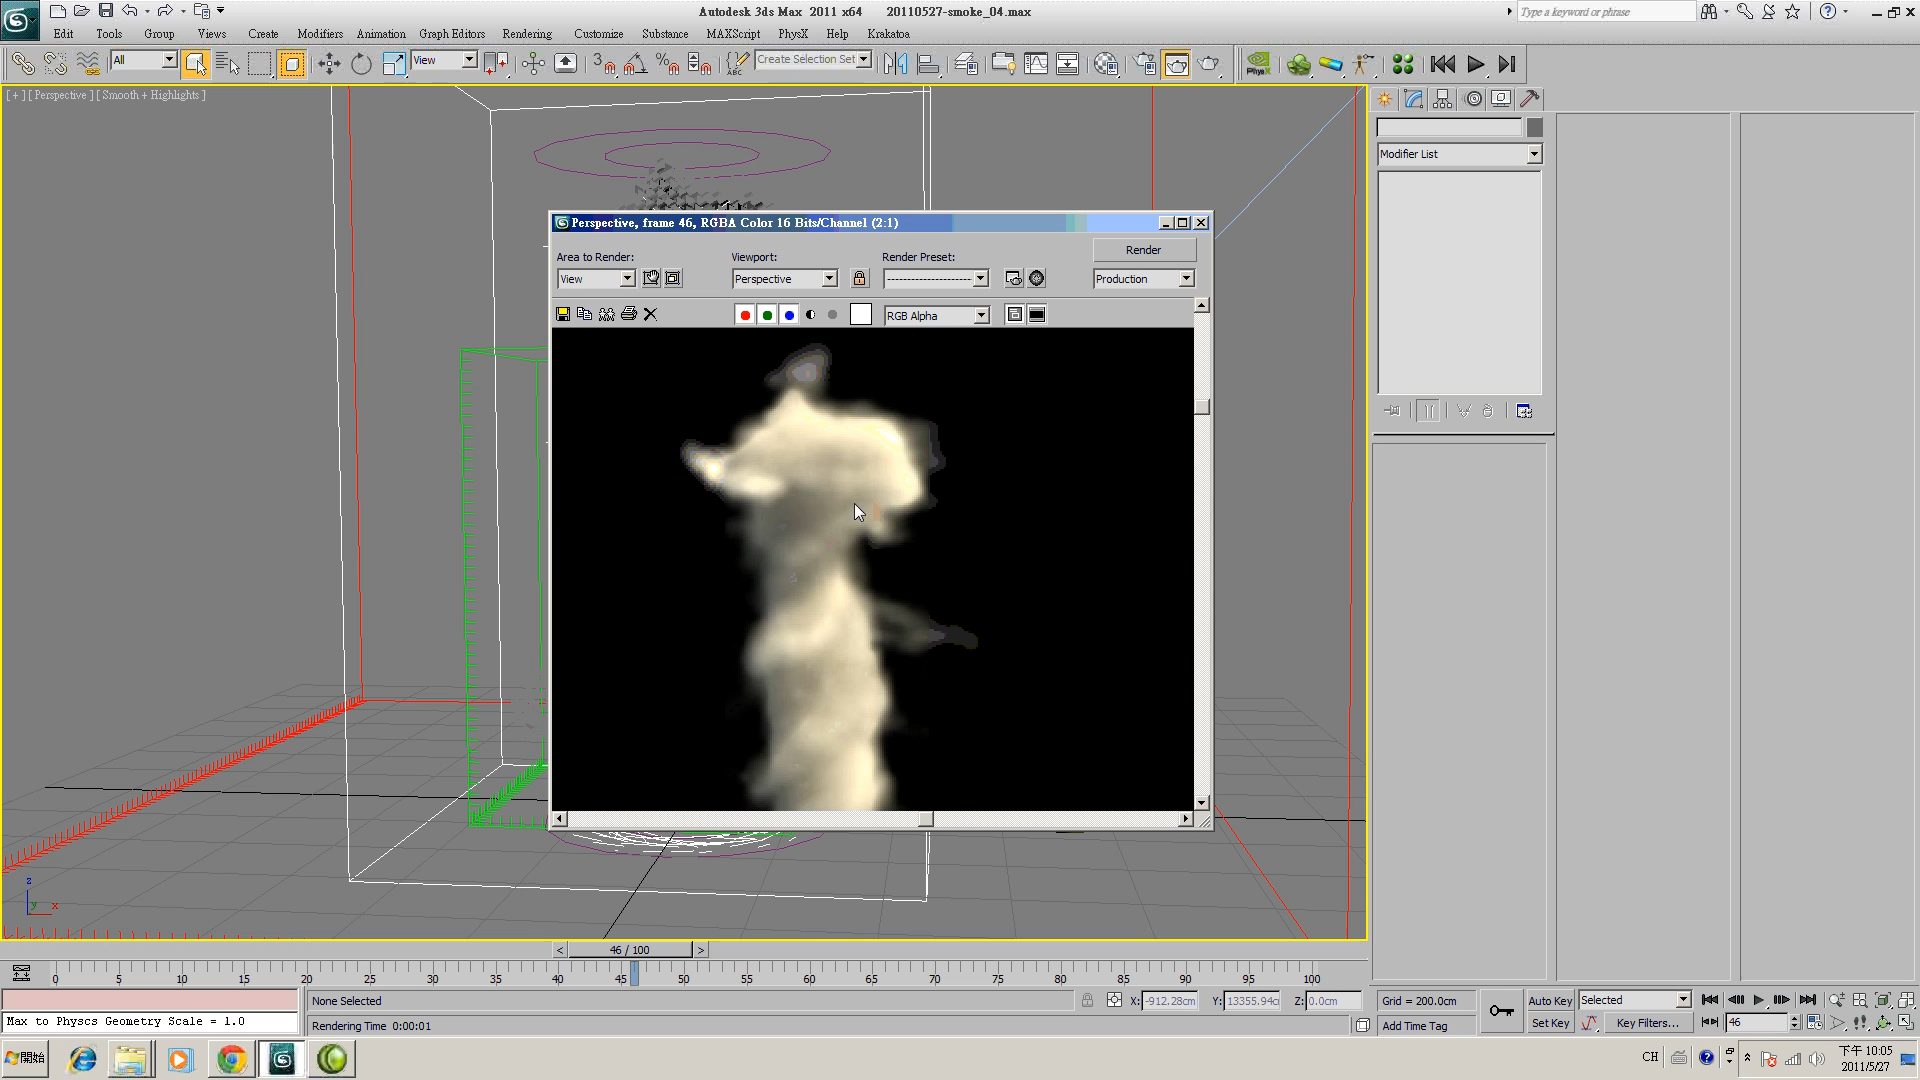 Autodesk 3ds Max 2011 x64 20110527-smoke_04.max
Type a keyword or phrase
Edit Tools Group Views Create Modifiers Animation Graph Editors Rendering Customize Substance MAXScript PhysX Help Krakatoa
All View 3 Create Selection Set PhysX
[ + ] [ Perspective ] [ Smooth + Highlights ]
Modifier List
Perspective, frame 46, RGBA Color 16 Bits/Channel (2:1)
Area to Render: Viewport: Render Preset: Render
View Perspective Production
RGB Alpha
z
y x
46 / 100
0 5 10 15 20 25 30 35 40 45 50 55 60 65 70 75 80 85 90 95 100
None Selected X: -912.28cm Y: 13355.94c Z: 0.0cm Grid = 200.0cm Auto Key Selected
Max to Physcs Geometry Scale = 1.0 Rendering Time 0:00:01 Add Time Tag Set Key Key Filters... 46
開始 CH 下午 10:05
2011/5/27